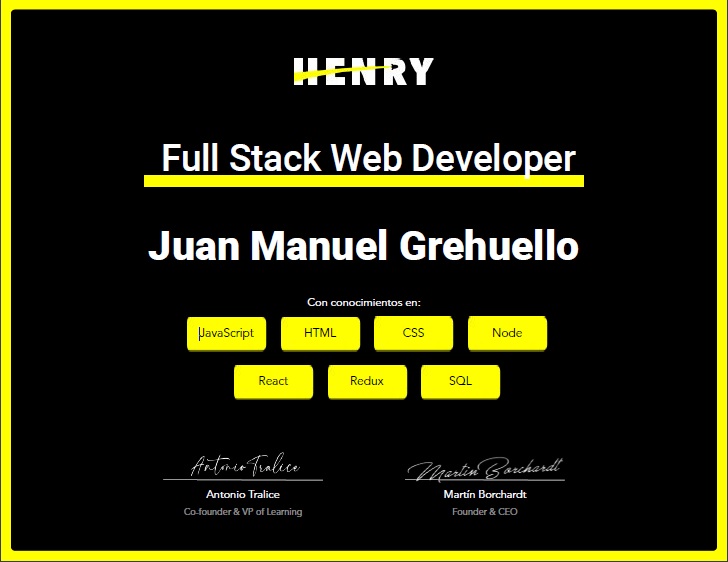 HENRY
Full Stack Web Developer
Juan Manuel Grehuello
Con conocimientos en:
JavaScript HTML CSS Node
React Redux SQL
Antonio Tralice Martin Borchardt
Antonio Tralice Martín Borchardt
Co-founder & VP of Learning Founder & CEO